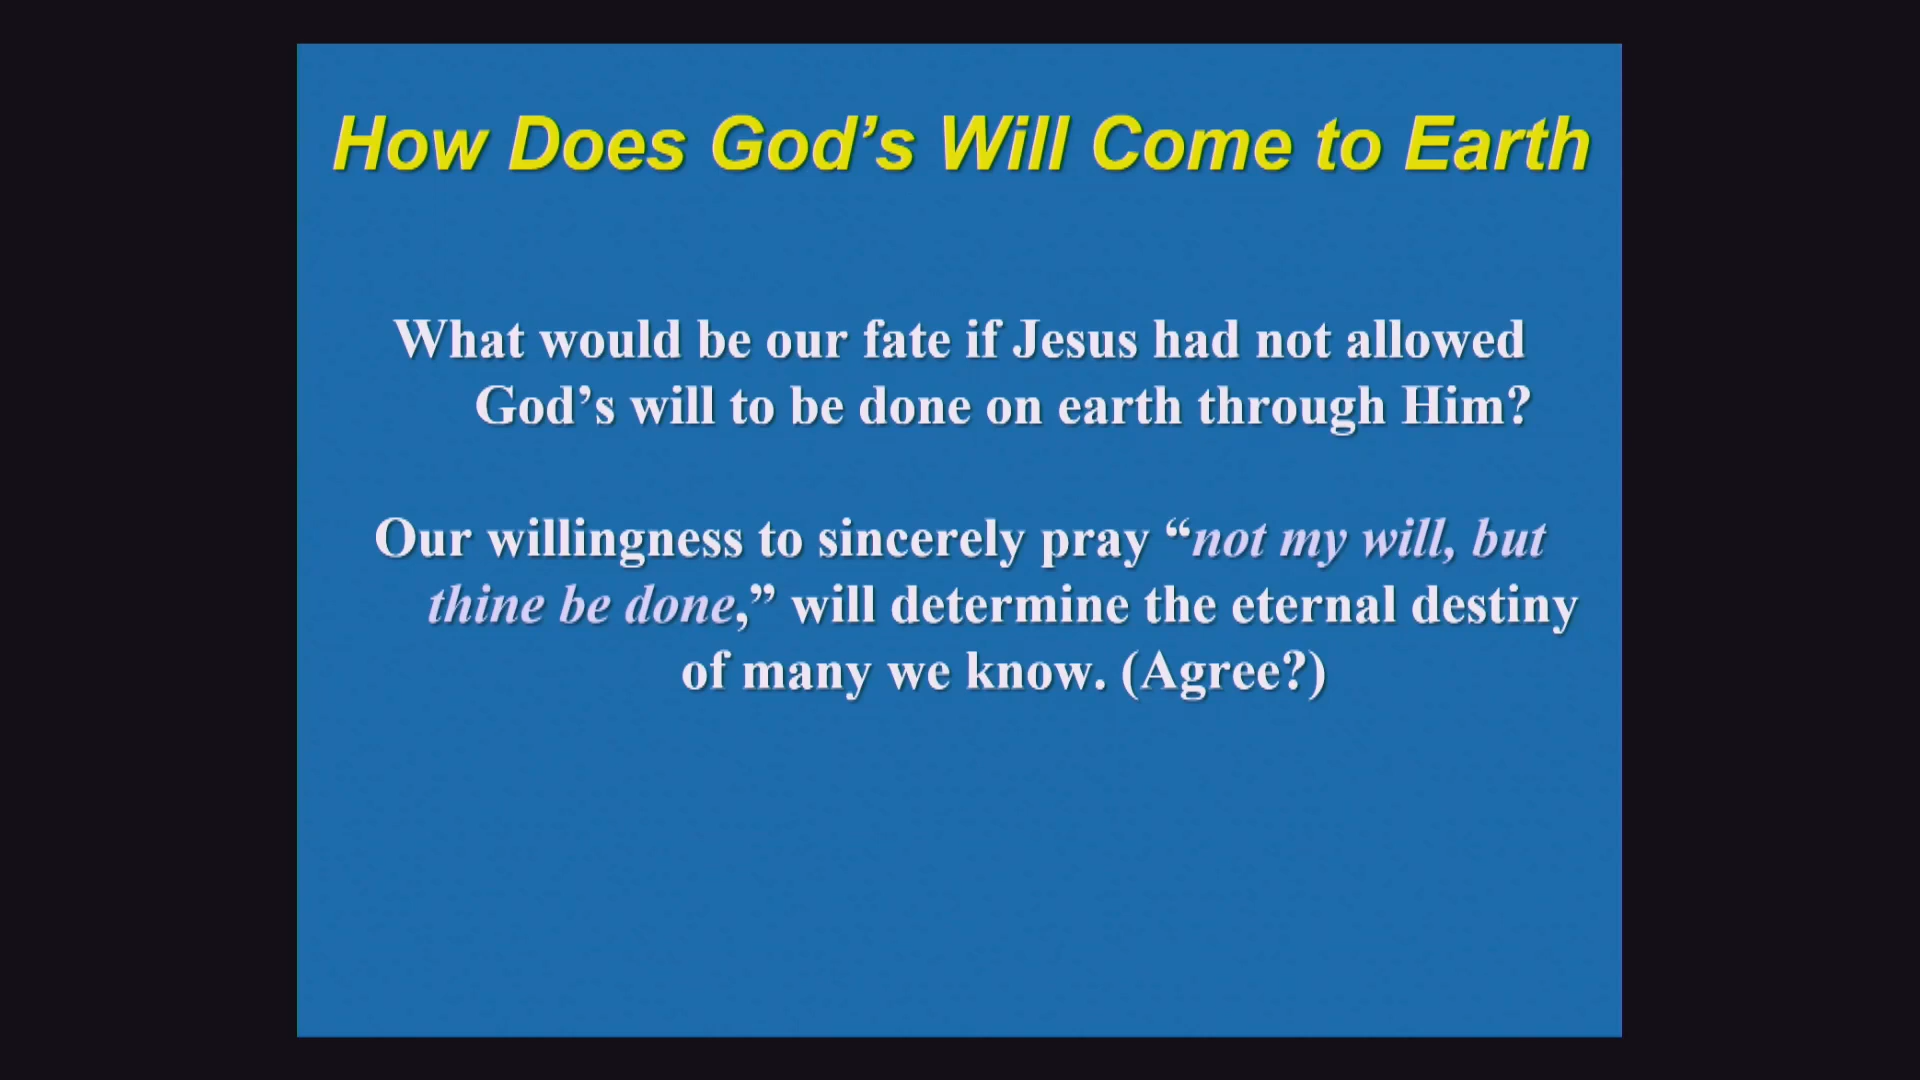 How Does God’s Will Come to Earth
What would be our fate if Jesus had not allowed
God’s will to be done on earth through Him?
Our willingness to sincerely pray “not my will, but
thine be done,” will determine the eternal destiny
of many we know. (Agree?)